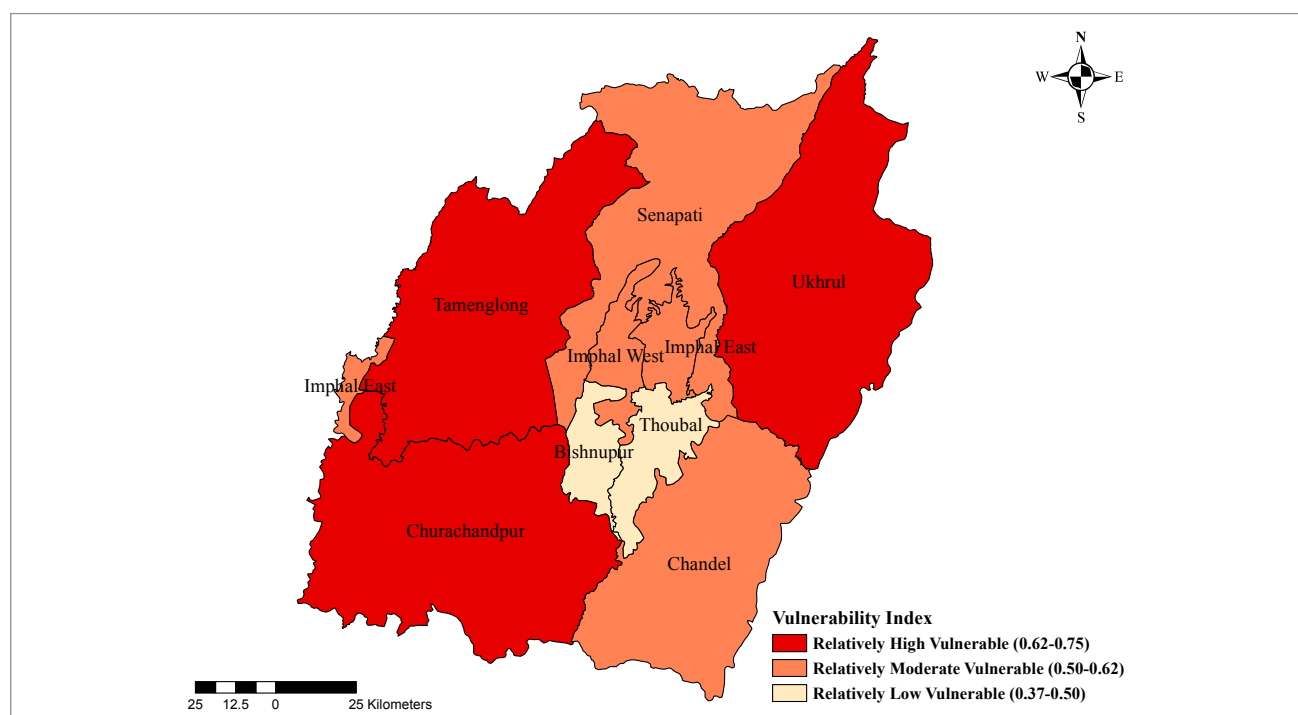 N
W E
S
Senapati
Ukhrul
Tamenglong
Imphal West
Imphal East
Imphal East
Thoubal
Bishnupur
Churachandpur
Chandel
Vulnerability Index
Relatively High Vulnerable (0.62-0.75)
Relatively Moderate Vulnerable (0.50-0.62)
Relatively Low Vulnerable (0.37-0.50)
25 12.5 0 25 Kilometers